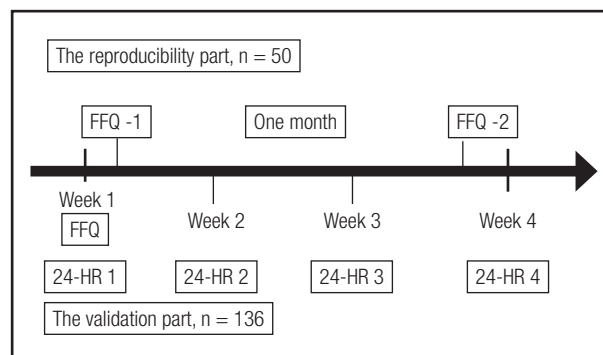 The reproducibility part, n = 50
FFQ -1
One month
FFQ -2
Week 1
Week 2
Week 3
Week 4
FFQ
24-HR 1
24-HR 2
24-HR 3
24-HR 4
The validation part, n = 136